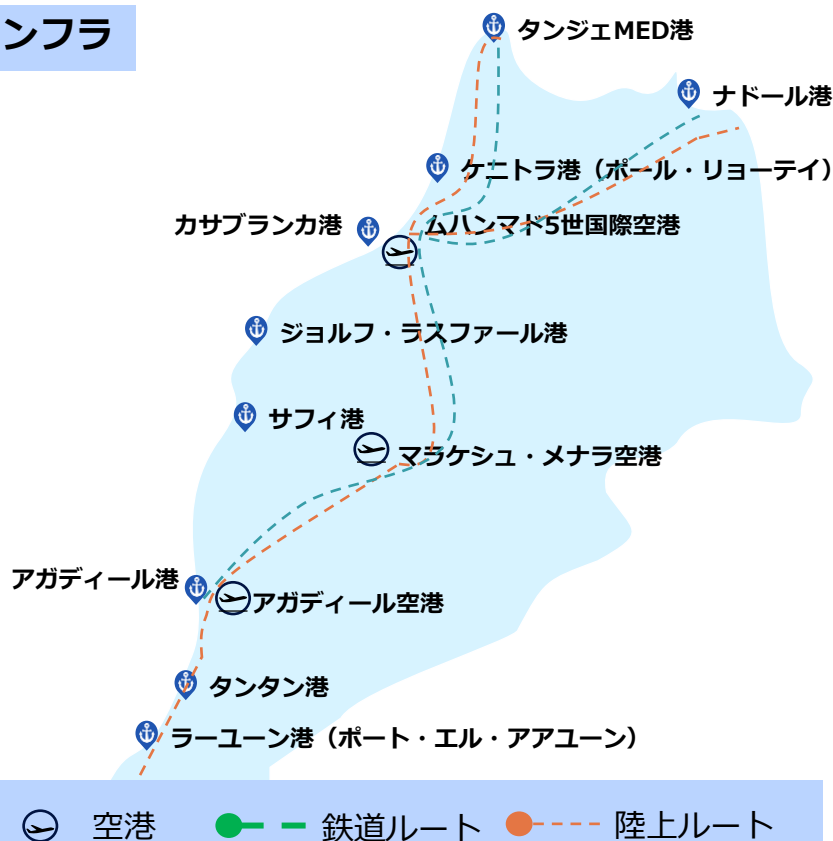 ンフラ
タンジェMED港
ナドール港
ケニトラ港（ポール・リョーテイ）
カサブランカ港
ムハンマド5世国際空港
ジョルフ・ラスファール港
サフィ港
マラケシュ・メナラ空港
アガディール港
アガディール空港
タンタン港
ラーユーン港（ポート・エル・アアユーン）
空港 鉄道ルート 陸上ルート